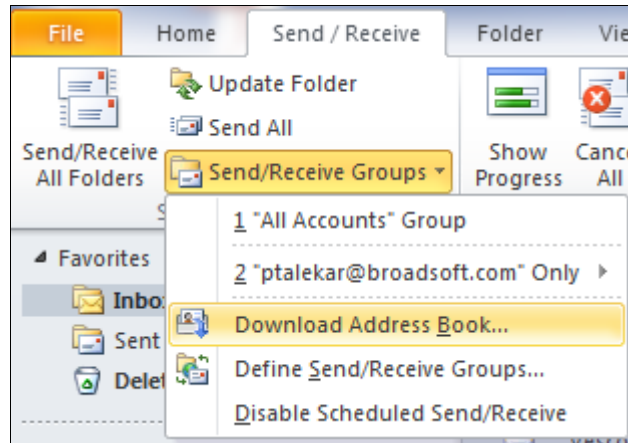 File Home Send / Receive Folder
Update Folder
Send All
Send/Receive All Folders
Send/Receive Groups
Show Progress
All
1 "All Accounts" Group
2 "ptalekar@broadsoft.com" Only
Download Address Book...
Define Send/Receive Groups...
Disable Scheduled Send/Receive
Favorites
Sent